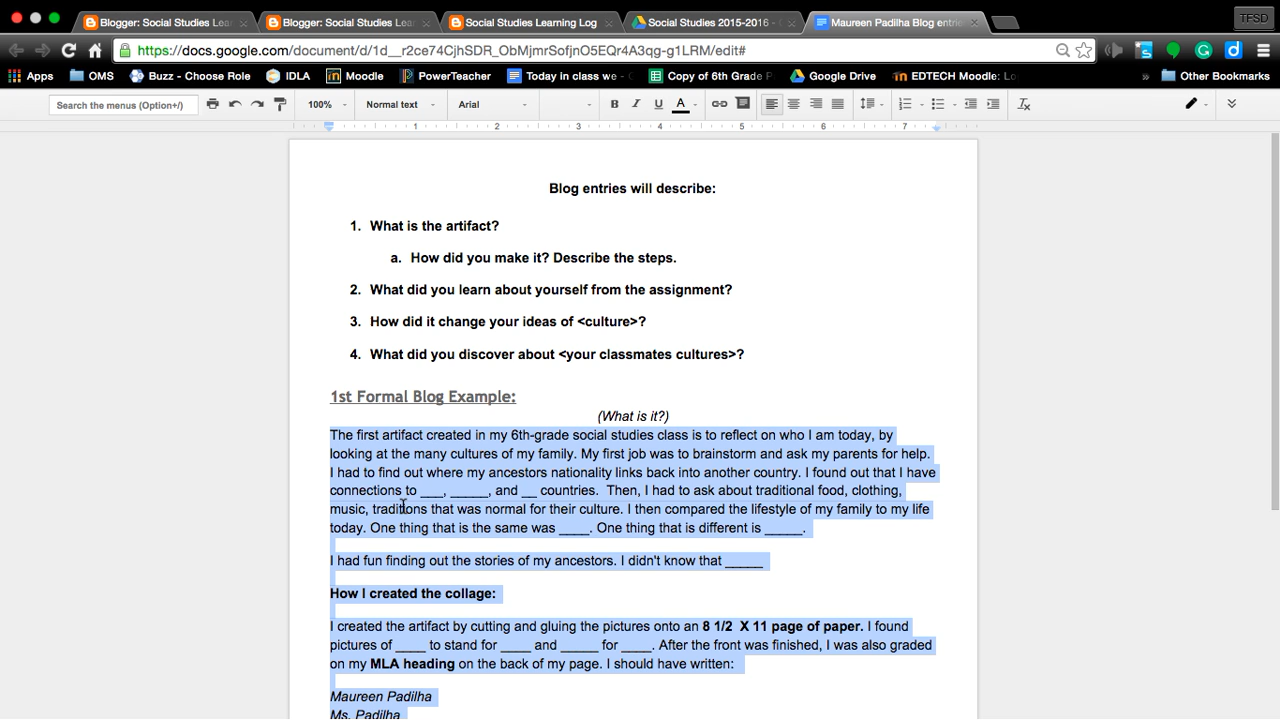 Blogger: Social Studies Lear
Blogger: Social Studies Lear
Social Studies Learning Log
Social Studies 2015-2016 -
Maureen Padilha Blog entrie
TFSD
https://docs.google.com/document/d/1d__r2ce74CjhSDR_ObMjmrSofjnO5EQr4A3qg-g1LRM/edit#
Apps
OMS
Buzz - Choose Role
IDLA
Moodle
PowerTeacher
Today in class we -
Copy of 6th Grade P
Google Drive
EDTECH Moodle: Lo
»
Other Bookmarks
Search the menus (Option+/)
100%
Normal text
Arial
B I U A
1 2 3 4 5 6 7
Blog entries will describe:
1. What is the artifact?
a. How did you make it? Describe the steps.
2. What did you learn about yourself from the assignment?
3. How did it change your ideas of <culture>?
4. What did you discover about <your classmates cultures>?
1st Formal Blog Example:
(What is it?)
The first artifact created in my 6th-grade social studies class is to reflect on who I am today, by
looking at the many cultures of my family. My first job was to brainstorm and ask my parents for help.
I had to find out where my ancestors nationality links back into another country. I found out that I have
connections to ___, _____, and __ countries. Then, I had to ask about traditional food, clothing,
music, traditions that was normal for their culture. I then compared the lifestyle of my family to my life
today. One thing that is the same was ____. One thing that is different is _____.
I had fun finding out the stories of my ancestors. I didn't know that _____
How I created the collage:
I created the artifact by cutting and gluing the pictures onto an 8 1/2 X 11 page of paper. I found
pictures of ____ to stand for ____ and _____ for ____. After the front was finished, I was also graded
on my MLA heading on the back of my page. I should have written:
Maureen Padilha
Ms. Padilha